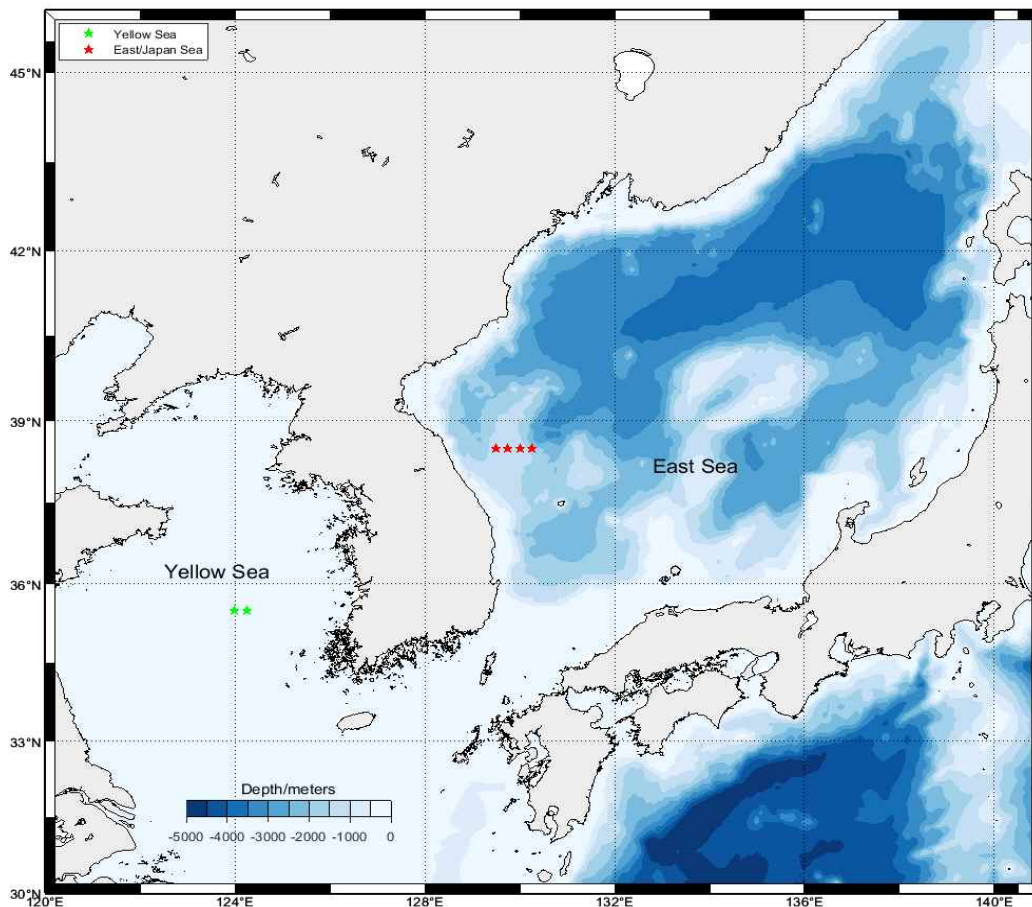 Yellow Sea
East/Japan Sea
45°N
42°N
39°N
East Sea
36°N
Yellow Sea
33°N
Depth/meters
-5000 -4000 -3000 -2000 -1000 0
30°N
120°E 124°E 128°E 132°E 136°E 140°E